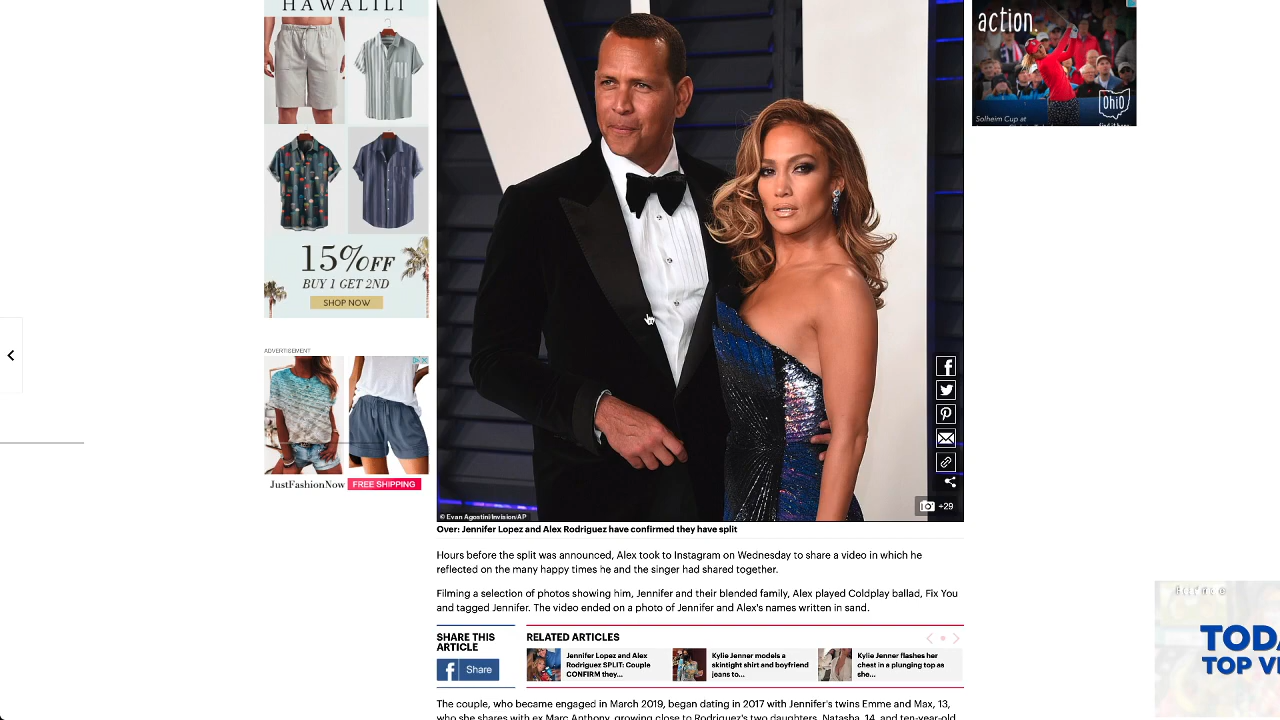 HAWALILI
15%OFF
BUY 1 GET 2ND
SHOP NOW
ADVERTISEMENT
JustFashionNow FREE SHIPPING
action.
Ohio
Solheim Cup at
© Evan Agostini/Invision/AP
+29
Over: Jennifer Lopez and Alex Rodriguez have confirmed they have split
Hours before the split was announced, Alex took to Instagram on Wednesday to share a video in which he
reflected on the many happy times he and the singer had shared together.
Filming a selection of photos showing him, Jennifer and their blended family, Alex played Coldplay ballad, Fix You
and tagged Jennifer. The video ended on a photo of Jennifer and Alex's names written in sand.
SHARE THIS
ARTICLE
Share
RELATED ARTICLES
Jennifer Lopez and Alex
Rodriguez SPLIT: Couple
CONFIRM they...
Kylie Jenner models a
skintight shirt and boyfriend
jeans to...
Kylie Jenner flashes her
chest in a plunging top as
she...
The couple, who became engaged in March 2019, began dating in 2017 with Jennifer's twins Emme and Max, 13,
who she shares with ex Marc Anthony, growing close to Rodriguez's two daughters, Natasha, 14, and ten-year-old
TODA
TOP VI